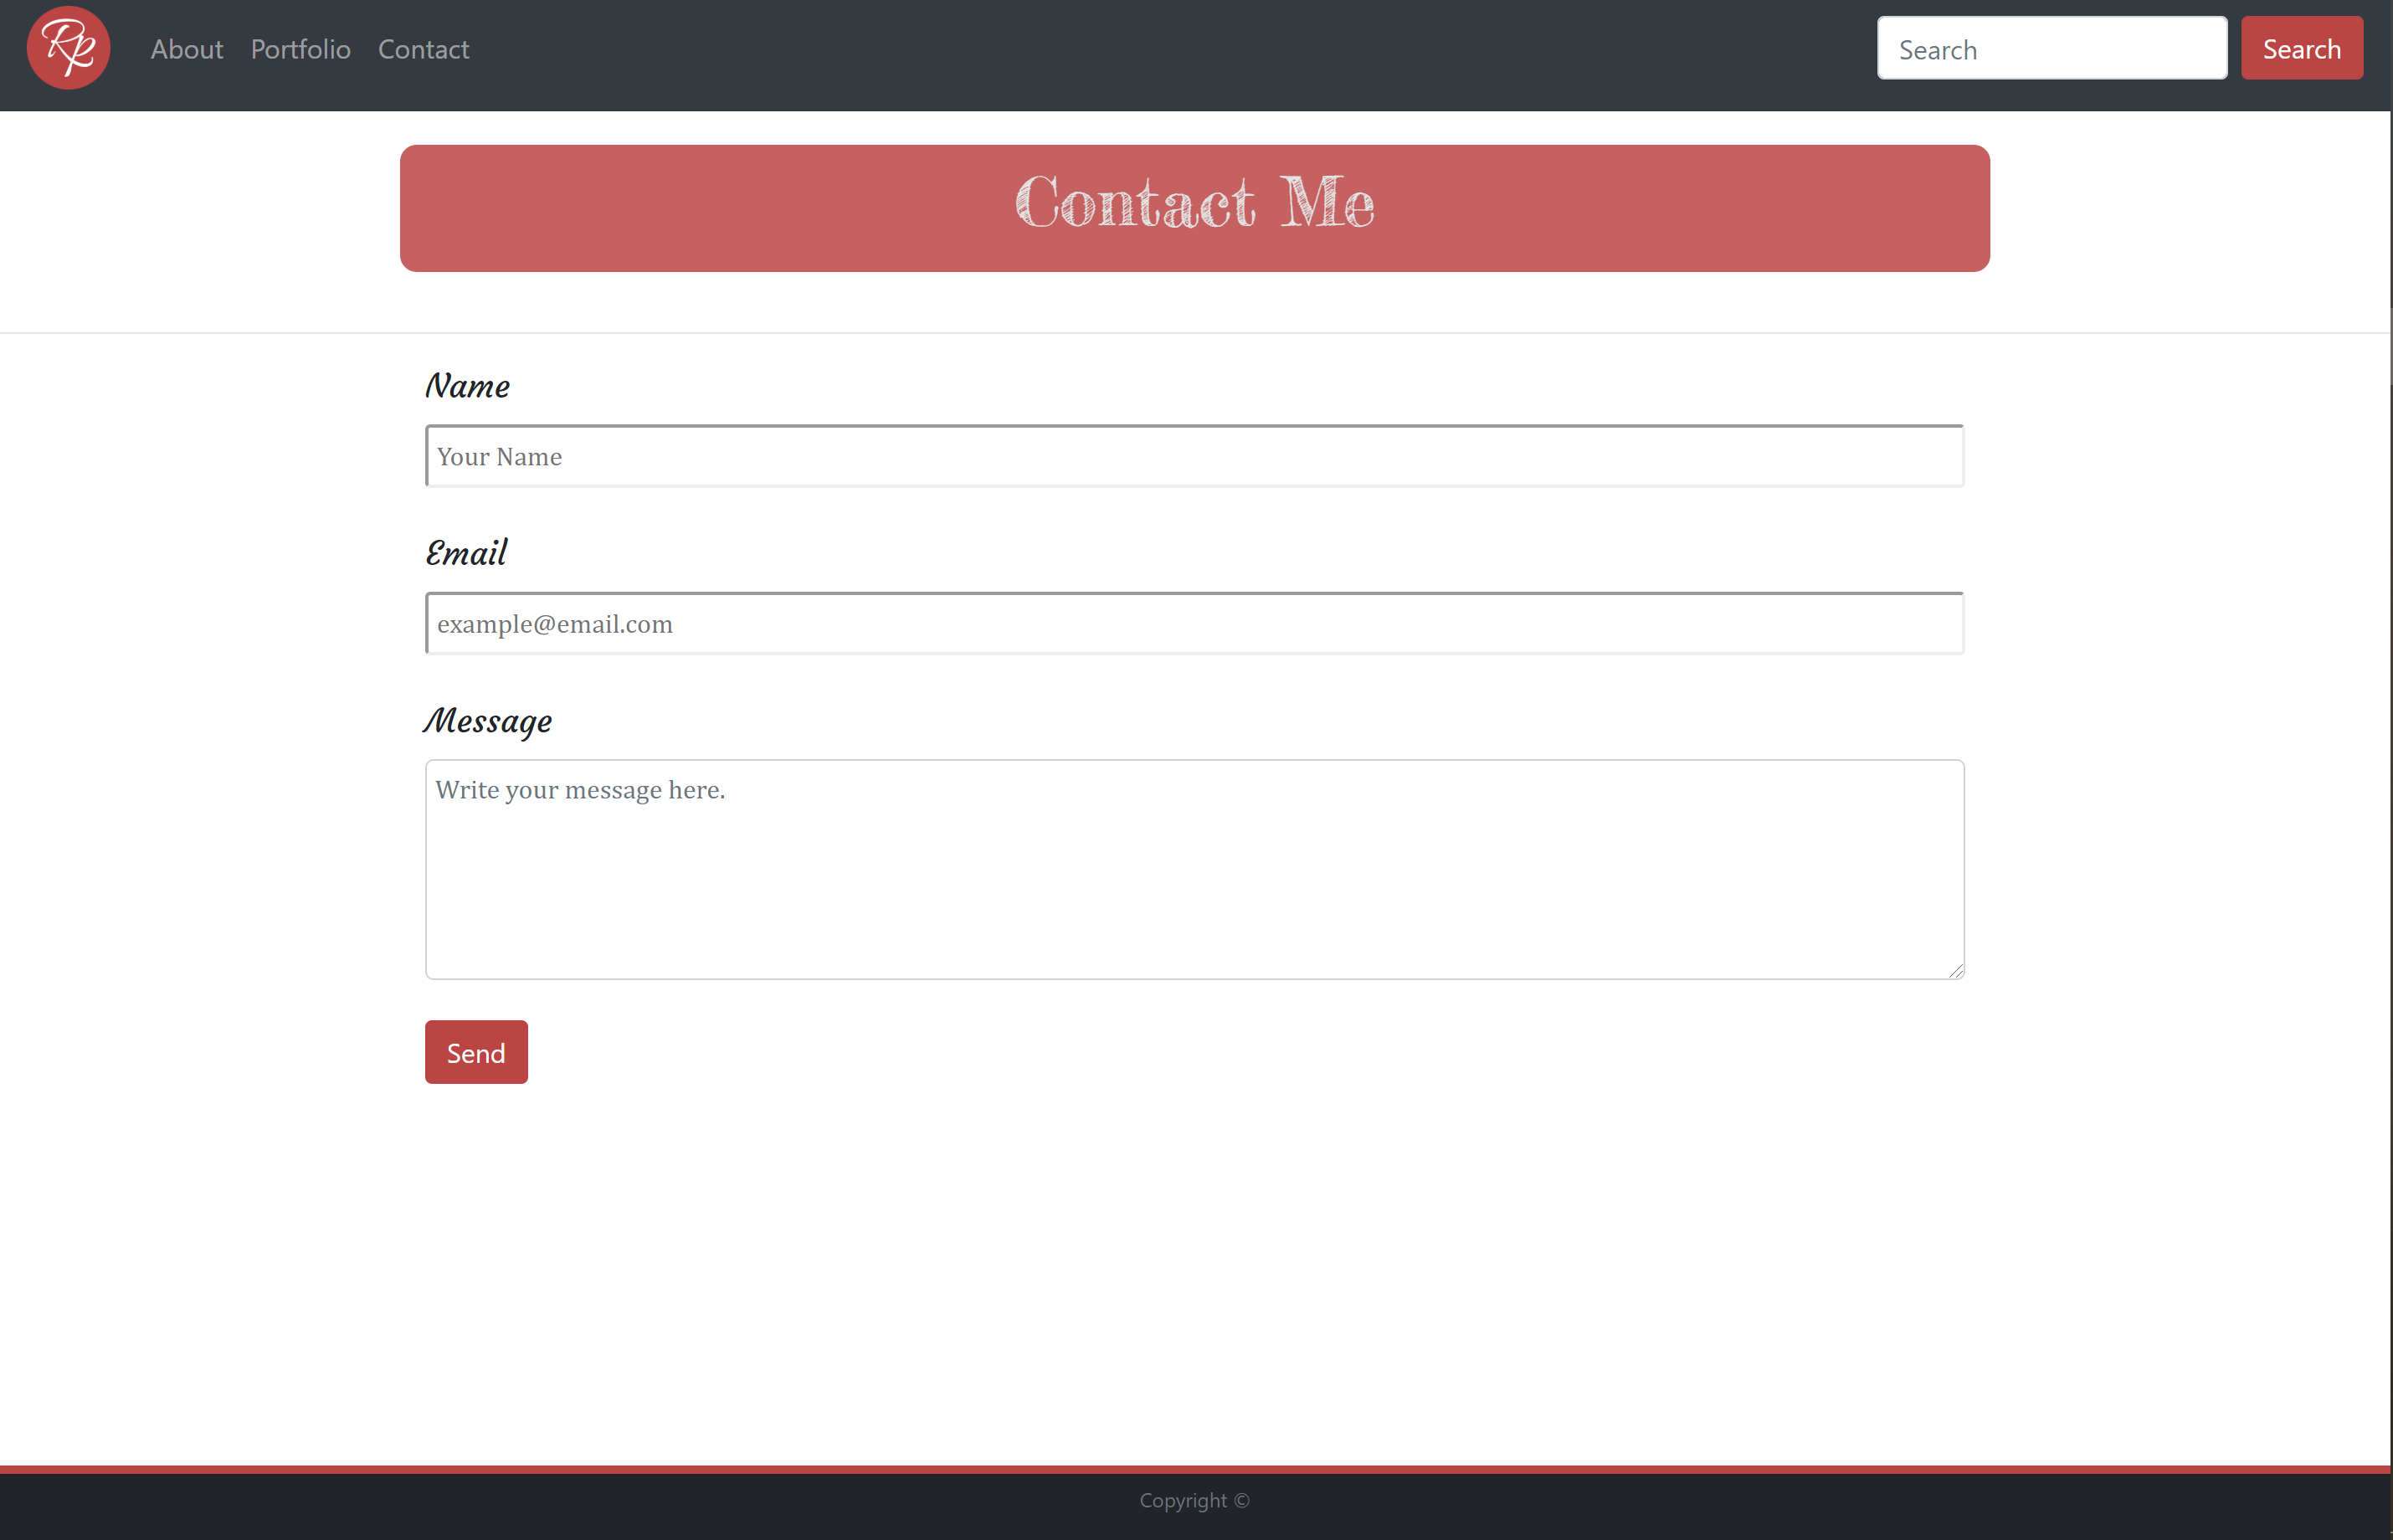 RR About Portfolio Contact Search Search
Contact Me
Name
Your Name
Email
example@email.com
Message
Write your message here.
Send
Copyright ©